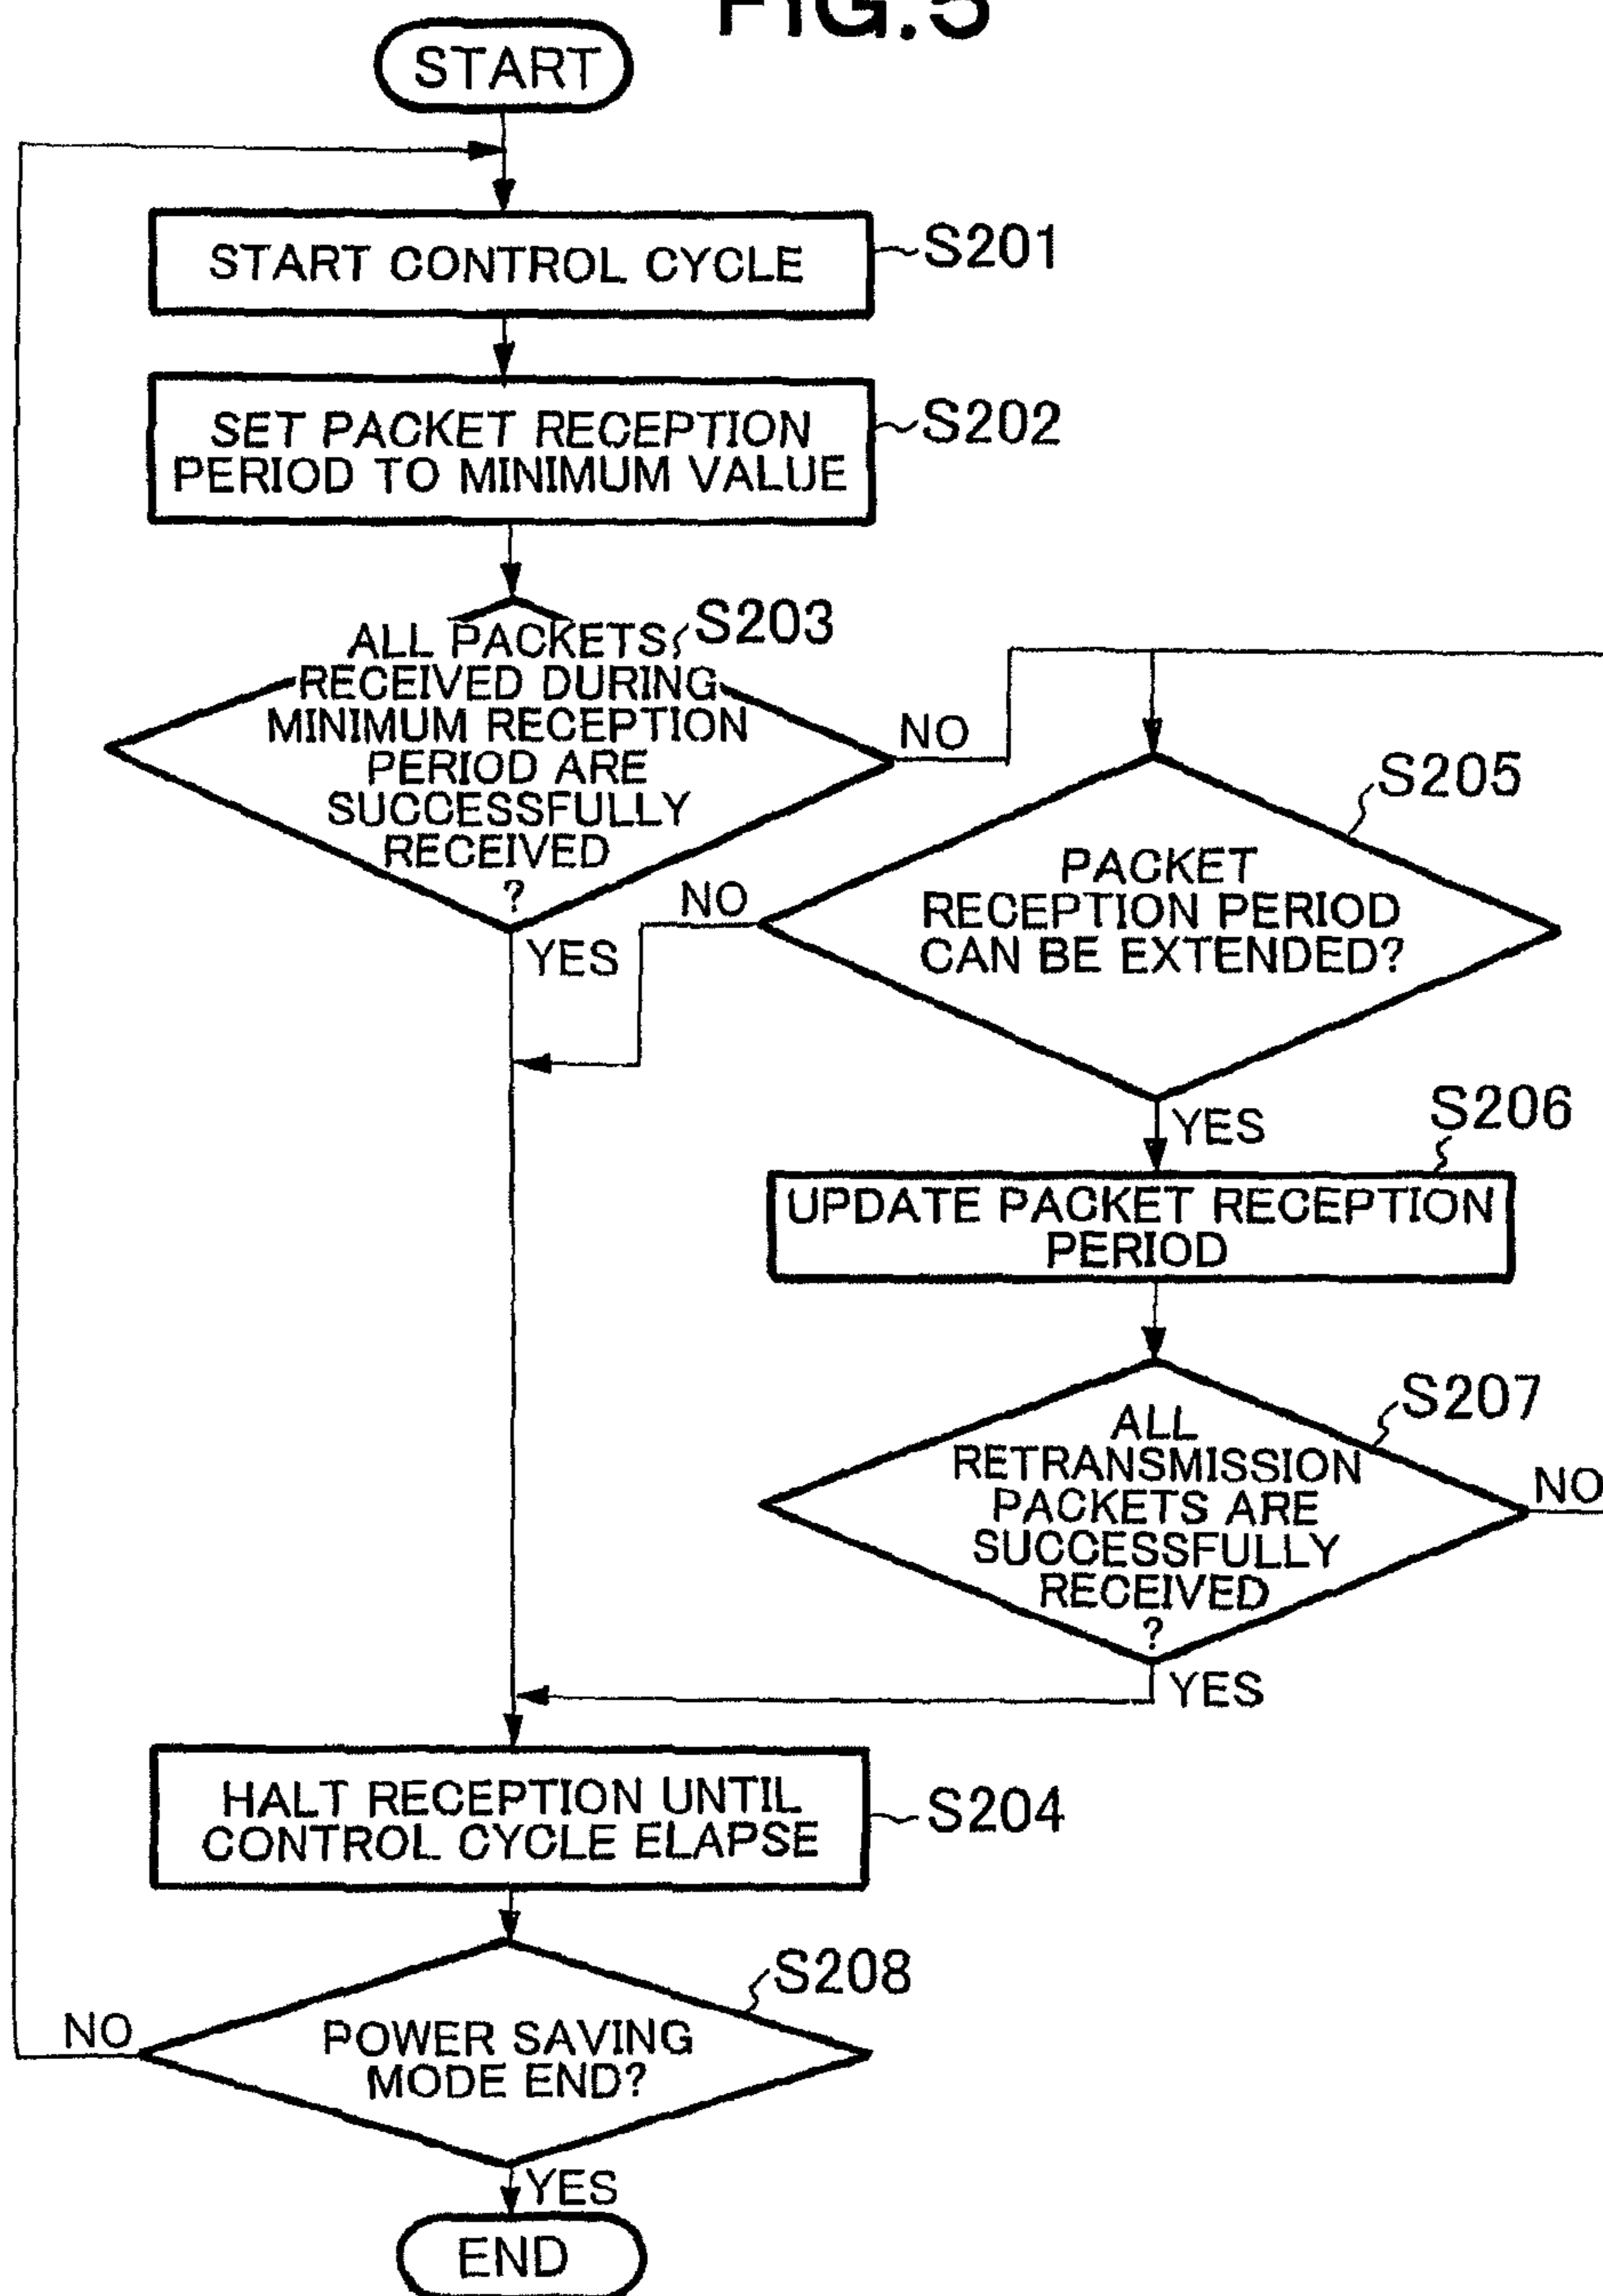 FIG.5
START
START CONTROL CYCLE
S201
SET PACKET RECEPTION
PERIOD TO MINIMUM VALUE
S202
S203
ALL PACKETS
RECEIVED DURING
MINIMUM RECEPTION
PERIOD ARE
SUCCESSFULLY
RECEIVED
?
NO
YES
S205
PACKET
RECEPTION PERIOD
CAN BE EXTENDED?
NO
YES
S206
UPDATE PACKET RECEPTION
PERIOD
S207
ALL
RETRANSMISSION
PACKETS ARE
SUCCESSFULLY
RECEIVED
?
NO
YES
HALT RECEPTION UNTIL
CONTROL CYCLE ELAPSE
S204
S208
POWER SAVING
MODE END?
NO
YES
END